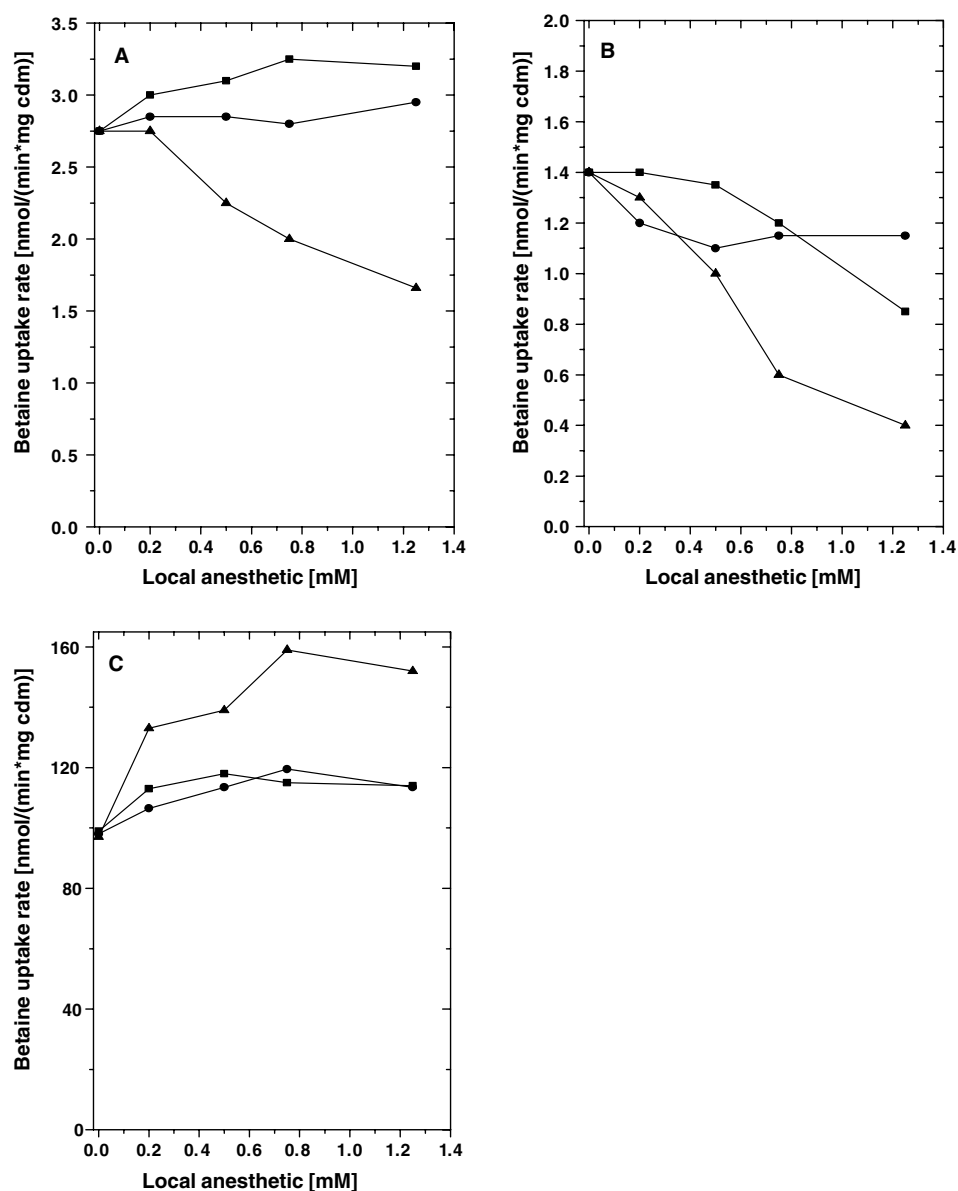 A
Betaine uptake rate [nmol/(min*mg cdm)]
3.5
3.0
2.5
2.0
1.5
1.0
0.5
0.0
0.0 0.2 0.4 0.6 0.8 1.0 1.2 1.4
Local anesthetic [mM]
B
Betaine uptake rate [nmol/(min*mg cdm)]
2.0
1.8
1.6
1.4
1.2
1.0
0.8
0.6
0.4
0.2
0.0
0.0 0.2 0.4 0.6 0.8 1.0 1.2 1.4
Local anesthetic [mM]
C
Betaine uptake rate [nmol/(min*mg cdm)]
160
120
80
40
0
0.0 0.2 0.4 0.6 0.8 1.0 1.2 1.4
Local anesthetic [mM]